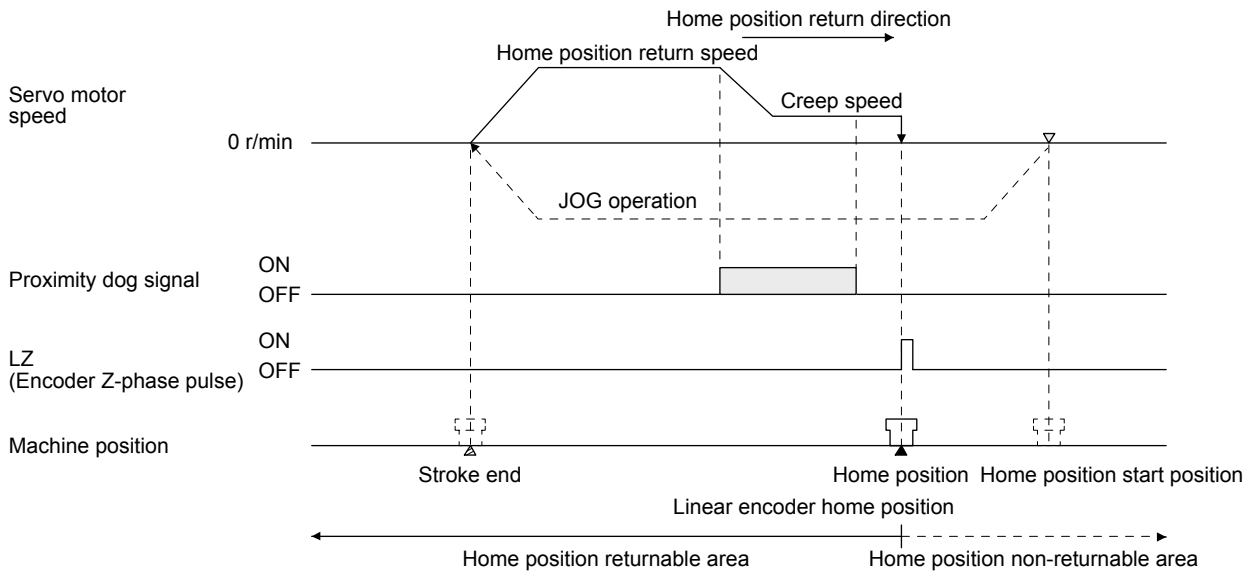 Home position return direction
Home position return speed
Servo motor
speed
Creep speed
0 r/min
JOG operation
Proximity dog signal
ON
OFF
LZ
(Encoder Z-phase pulse)
ON
OFF
Machine position
Stroke end
Home position
Home position start position
Linear encoder home position
Home position returnable area
Home position non-returnable area